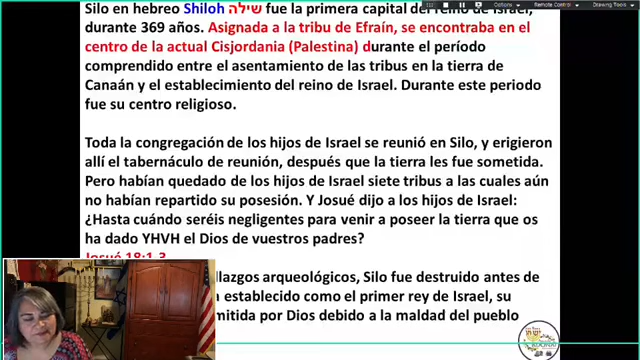 Options
Remote Control
Drawing Tools
Silo en hebreo Shiloh שילה fue la primera capital del reino de Israel,
durante 369 años. Asignada a la tribu de Efraín, se encontraba en el
centro de la actual Cisjordania (Palestina) durante el período
comprendido entre el asentamiento de las tribus en la tierra de
Canaán y el establecimiento del reino de Israel. Durante este periodo
fue su centro religioso.
Toda la congregación de los hijos de Israel se reunió en Silo, y erigieron
allí el tabernáculo de reunión, después que la tierra les fue sometida.
Pero habían quedado de los hijos de Israel siete tribus a las cuales aún
no habían repartido su posesión. Y Josué dijo a los hijos de Israel:
¿Hasta cuándo seréis negligentes para venir a poseer la tierra que os
ha dado YHVH el Dios de vuestros padres?
Josué 18:1-3
llazgos arqueológicos, Silo fue destruido antes de
establecido como el primer rey de Israel, su
mitida por Dios debido a la maldad del pueblo